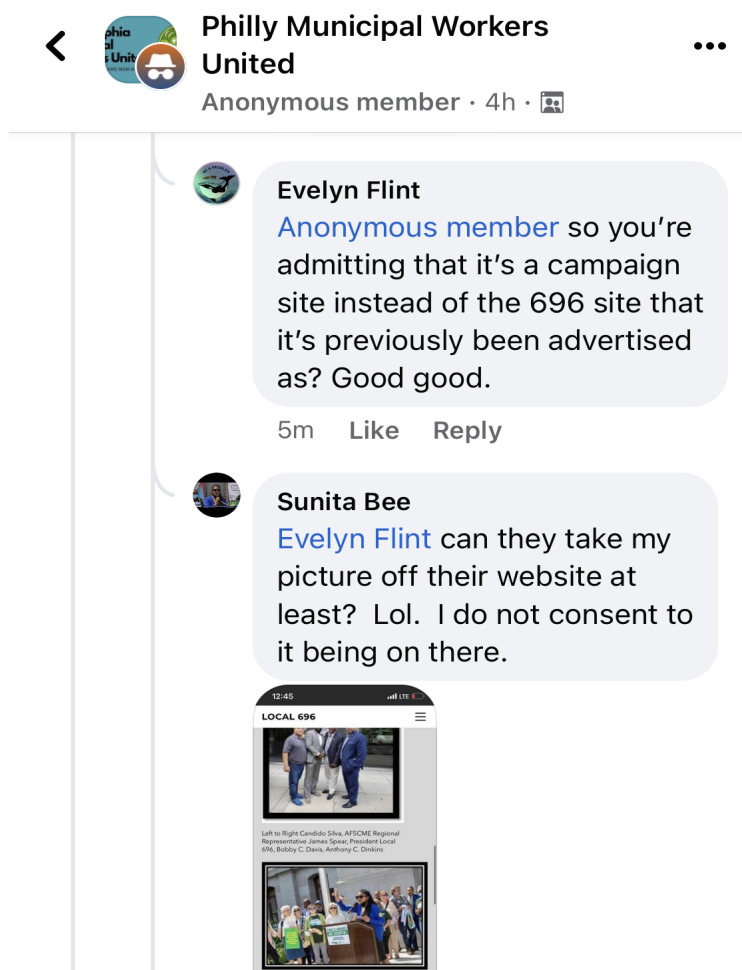 Philly Municipal Workers
United
Anonymous member · 4h ·
Evelyn Flint
Anonymous member so you're
admitting that it's a campaign
site instead of the 696 site that
it's previously been advertised
as? Good good.
5m Like Reply
Sunita Bee
Evelyn Flint can they take my
picture off their website at
least? Lol. I do not consent to
it being on there.
12:45 LTE
LOCAL 696
Left to Right Candido Silva, AFSCME Regional
Representative James Spear, President Local
696, Bobby C. Davis, Anthony C. Dinkins